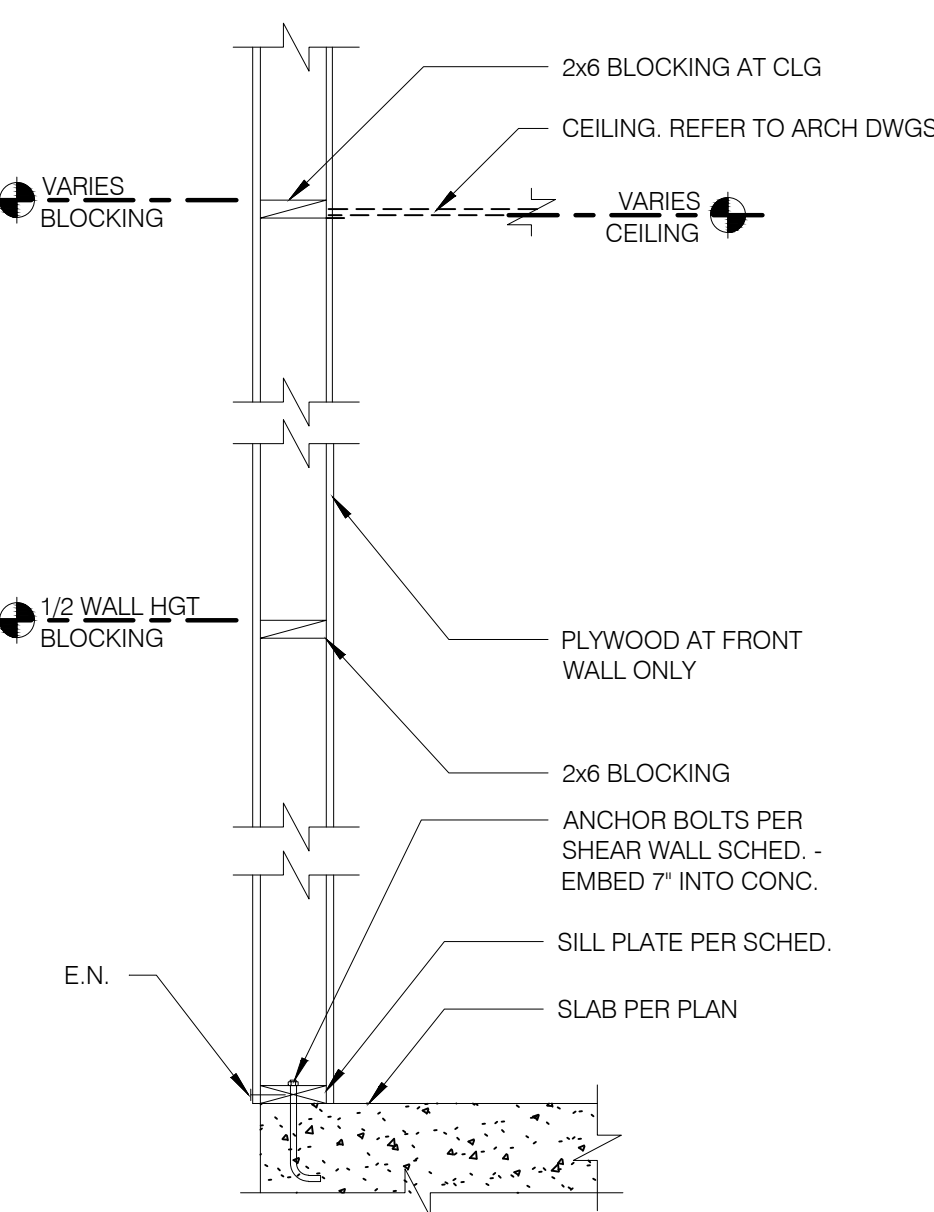 2x6 BLOCKING AT CLG
CEILING. REFER TO ARCH DWGS
VARIES
BLOCKING
VARIES
CEILING
1/2 WALL HGT
BLOCKING
PLYWOOD AT FRONT
WALL ONLY
2x6 BLOCKING
ANCHOR BOLTS PER
SHEAR WALL SCHED. -
EMBED 7" INTO CONC.
SILL PLATE PER SCHED.
E.N.
SLAB PER PLAN